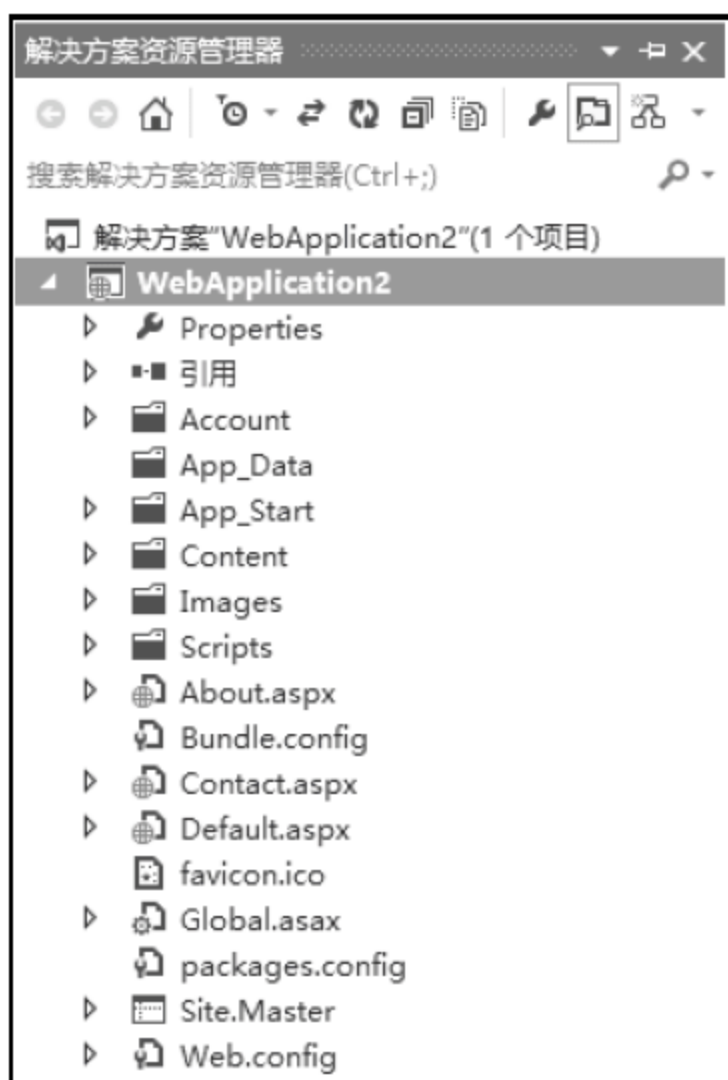 解决方案资源管理器
搜索解决方案资源管理器(Ctrl+;)
解决方案"WebApplication2"(1 个项目)
WebApplication2
Properties
引用
Account
App_Data
App_Start
Content
Images
Scripts
About.aspx
Bundle.config
Contact.aspx
Default.aspx
favicon.ico
Global.asax
packages.config
Site.Master
Web.config